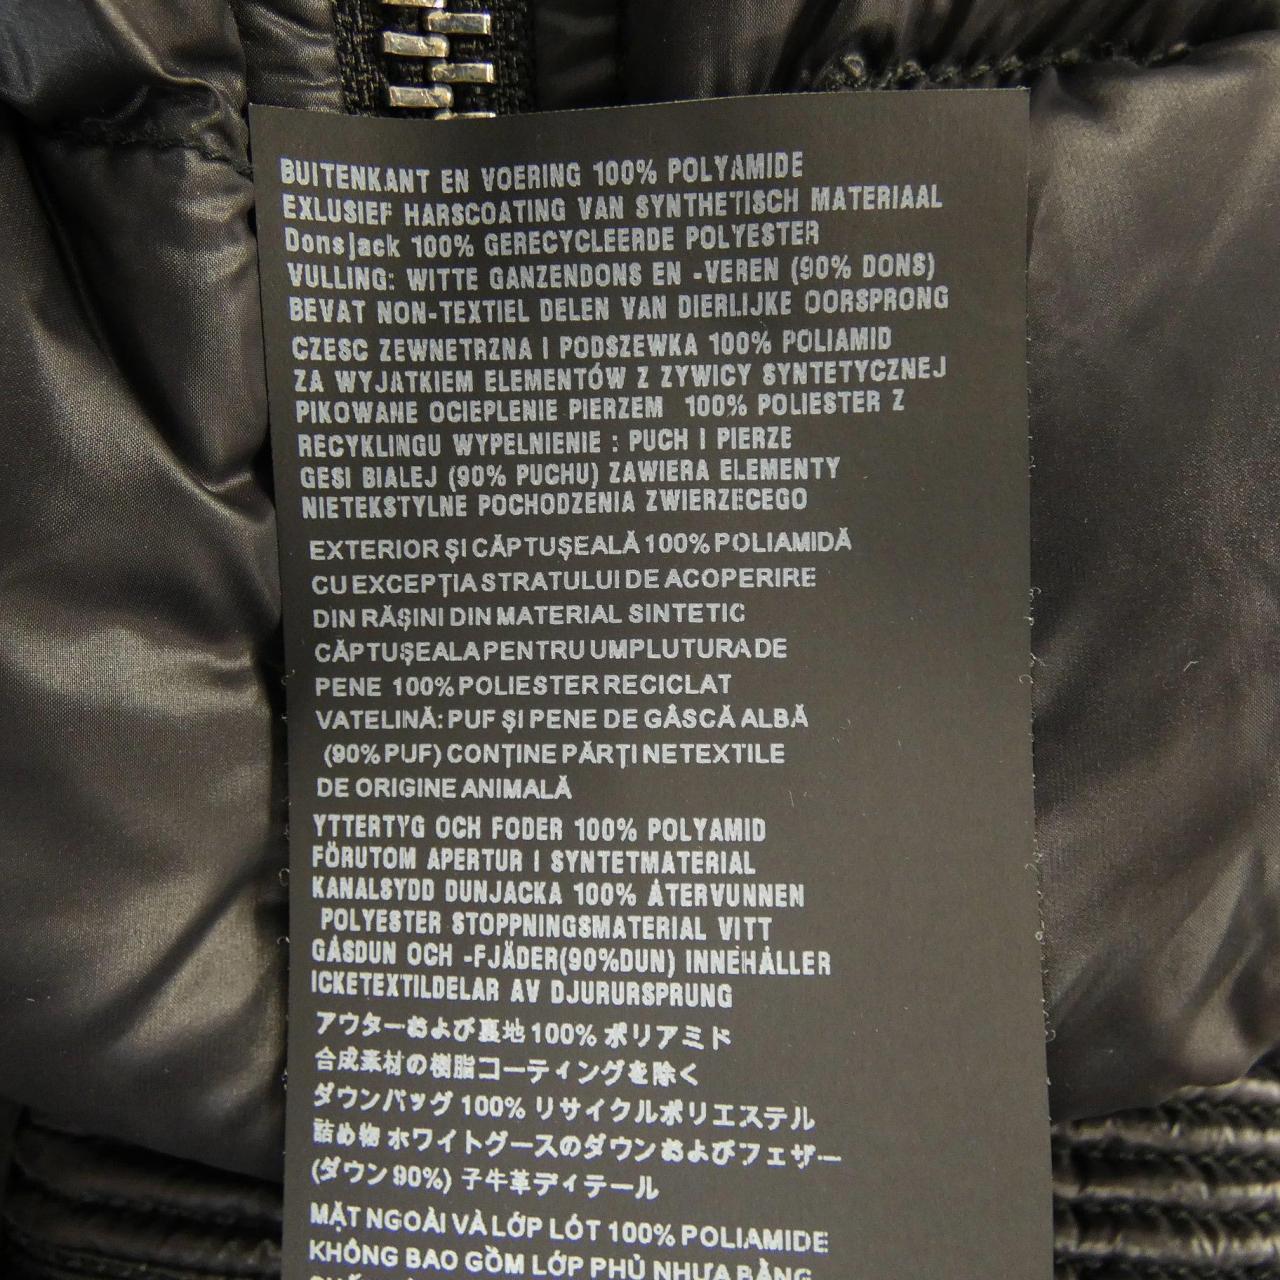 BUITENKANT EN VOERING 100% POLYAMIDE
EXLUSIEF HARSCOATING VAN SYNTHETISCH MATERIAAL
Donsjack 100% GERECYCLEERDE POLYESTER
VULLING: WITTE GANZENDONS EN -VEREN (90% DONS)
BEVAT NON-TEXTIEL DELEN VAN DIERLIJKE OORSPRONG
CZESC ZEWNETRZNA I PODSZEWKA 100% POLIAMID
ZA WYJATKIEM ELEMENTÓW Z ZYWICY SYNTETYCZNEJ
PIKOWANE OCIEPLENIE PIERZEM 100% POLIESTER Z
RECYKLINGU WYPELNIENIE : PUCH I PIERZE
GESI BIALEJ (90% PUCHU) ZAWIERA ELEMENTY
NIETEKSTYLNE POCHODZENIA ZWIERZECEGO
EXTERIOR ȘI CĂPTUȘEALĂ 100% POLIAMIDĂ
CU EXCEPȚIA STRATULUI DE ACOPERIRE
DIN RĂȘINI DIN MATERIAL SINTETIC
CĂPTUȘEALA PENTRU UMPLUTURA DE
PENE 100% POLIESTER RECICLAT
VATELINĂ: PUF ȘI PENE DE GÂSCĂ ALBĂ
(90% PUF) CONȚINE PĂRȚI NETEXTILE
DE ORIGINE ANIMALĂ
YTTERTYG OCH FODER 100% POLYAMID
FÖRUTOM APERTUR I SYNTETMATERIAL
KANALSYDD DUNJACKA 100% ÅTERVUNNEN
POLYESTER STOPPNINGSMATERIAL VITT
GÅSDUN OCH -FJÄDER(90%DUN) INNEHÅLLER
ICKETEXTILDELAR AV DJURURSPRUNG
アウターおよび裏地 100% ポリアミド
合成素材の樹脂コーティングを除く
ダウンパッグ 100% リサイクルポリエステル
詰め物 ホワイトグースのダウンおよびフェザー
(ダウン 90%) 子牛革ディテール
MẶT NGOÀI VÀ LỚP LÓT 100% POLIAMIDE
KHÔNG BAO GỒM LỚP PHỦ NHỰA BẰNG